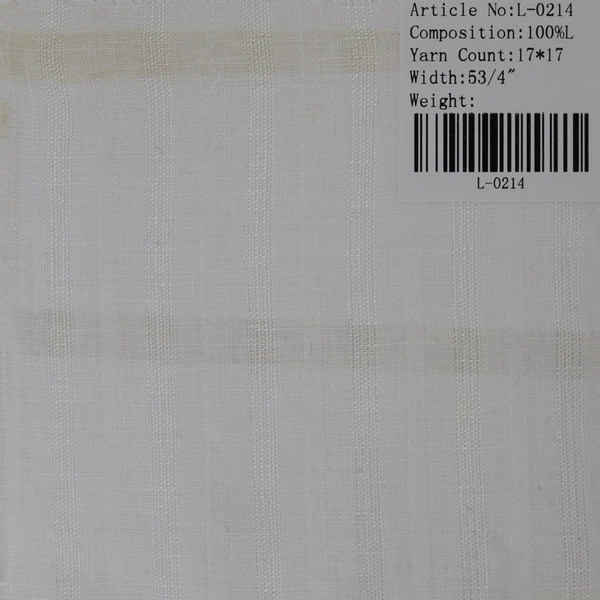 Article No:L-0214
Composition:100%L
Yarn Count:17*17
Width:53/4"
Weight:
L-0214